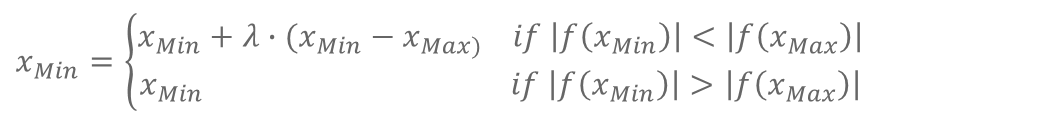 x_Min = { x_Min + λ · (x_Min − x_Max) if |f(x_Min)| < |f(x_Max)|
x_Min if |f(x_Min)| > |f(x_Max)|